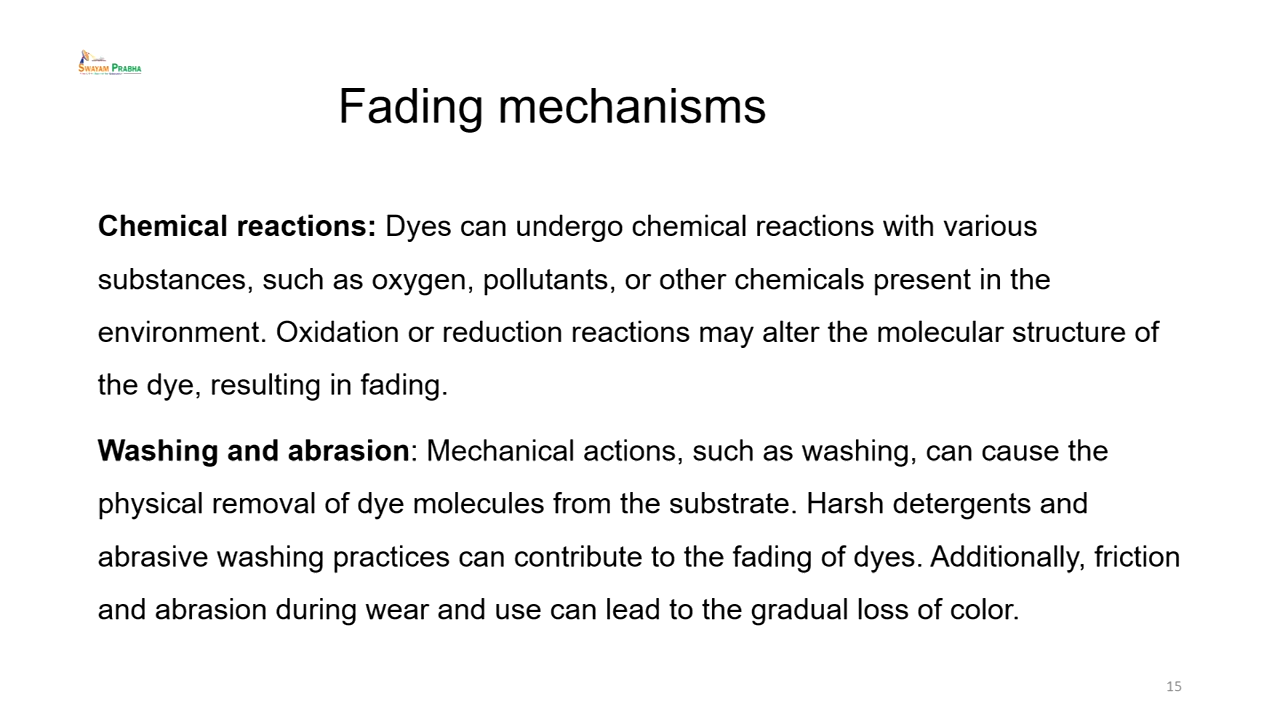 SWAYAM PRABHA
Fading mechanisms
Chemical reactions: Dyes can undergo chemical reactions with various
substances, such as oxygen, pollutants, or other chemicals present in the
environment. Oxidation or reduction reactions may alter the molecular structure of
the dye, resulting in fading.
Washing and abrasion: Mechanical actions, such as washing, can cause the
physical removal of dye molecules from the substrate. Harsh detergents and
abrasive washing practices can contribute to the fading of dyes. Additionally, friction
and abrasion during wear and use can lead to the gradual loss of color.
15